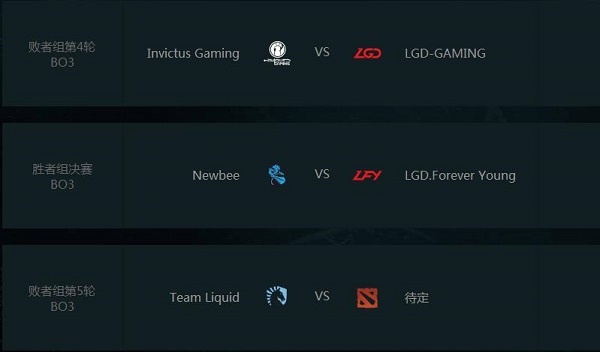 败者组第4轮
BO3
Invictus Gaming
VS
LGD
LGD-GAMING
胜者组决赛
BO3
Newbee
VS
LFY
LGD.Forever Young
败者组第5轮
BO3
Team Liquid
VS
待定